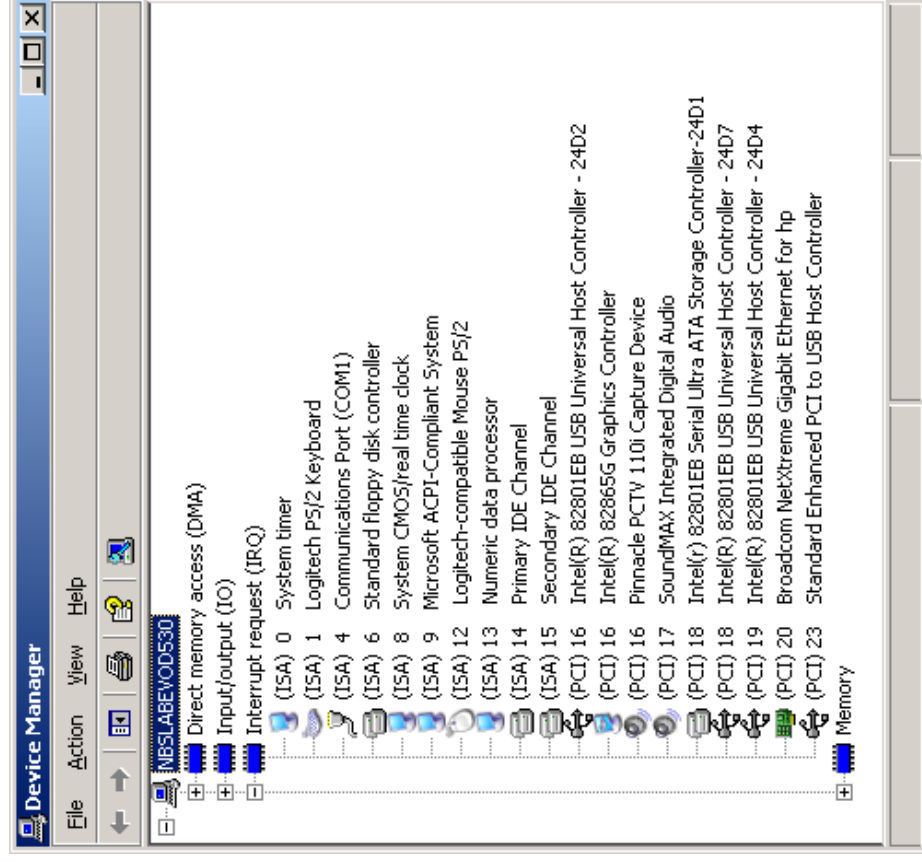 Device Manager
File Action View Help
NBSLABEVOD530
Direct memory access (DMA)
Input/output (IO)
Interrupt request (IRQ)
(ISA) 0 System timer
(ISA) 1 Logitech PS/2 Keyboard
(ISA) 4 Communications Port (COM1)
(ISA) 6 Standard floppy disk controller
(ISA) 8 System CMOS/real time clock
(ISA) 9 Microsoft ACPI-Compliant System
(ISA) 12 Logitech-compatible Mouse PS/2
(ISA) 13 Numeric data processor
(ISA) 14 Primary IDE Channel
(ISA) 15 Secondary IDE Channel
(PCI) 16 Intel(R) 82801EB USB Universal Host Controller - 24D2
(PCI) 16 Intel(R) 82865G Graphics Controller
(PCI) 16 Pinnacle PCTV 110i Capture Device
(PCI) 17 SoundMAX Integrated Digital Audio
(PCI) 18 Intel(r) 82801EB Serial Ultra ATA Storage Controller-24D1
(PCI) 18 Intel(R) 82801EB USB Universal Host Controller - 24D7
(PCI) 19 Intel(R) 82801EB USB Universal Host Controller - 24D4
(PCI) 20 Broadcom NetXtreme Gigabit Ethernet for hp
(PCI) 23 Standard Enhanced PCI to USB Host Controller
Memory